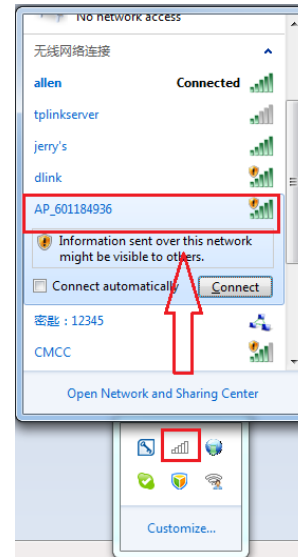 No network access
无线网络连接
allen Connected
tplinkserver
jerry's
dlink
AP_601184936
Information sent over this network
might be visible to others.
Connect automatically Connect
密匙：12345
CMCC
Open Network and Sharing Center
Customize...